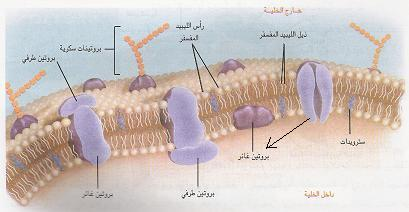 خارج الخلية
رأس الليبيد
المفسفر
ذيل الليبيد المفسفر
بروتينات سكرية
بروتين طرفي
سترويدات
بروتين غائر
بروتين طرفي
بروتين غائر
داخل الخلية